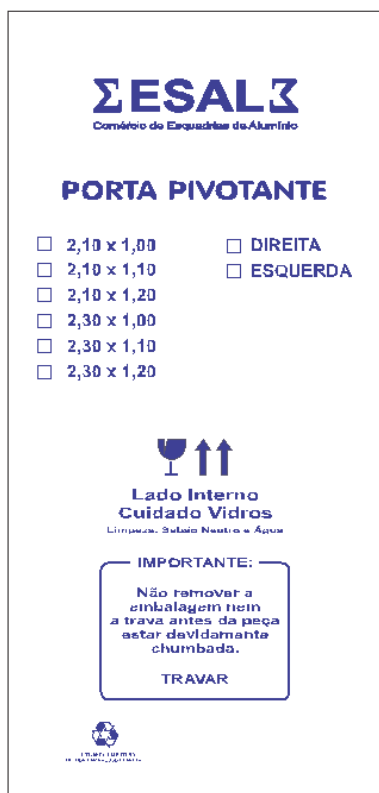 ESAL
Comércio de Esquadrias de Alumínio
PORTA PIVOTANTE
2,10 x 1,00
2,10 x 1,10
2,10 x 1,20
2,30 x 1,00
2,30 x 1,10
2,30 x 1,20
DIREITA
ESQUERDA
Lado Interno
Cuidado Vidros
Limpeza: Sabão Neutro e Água
IMPORTANTE:
Não remover a
embalagem nem
a trava antes da peça
estar devidamente
chumbada.
TRAVAR